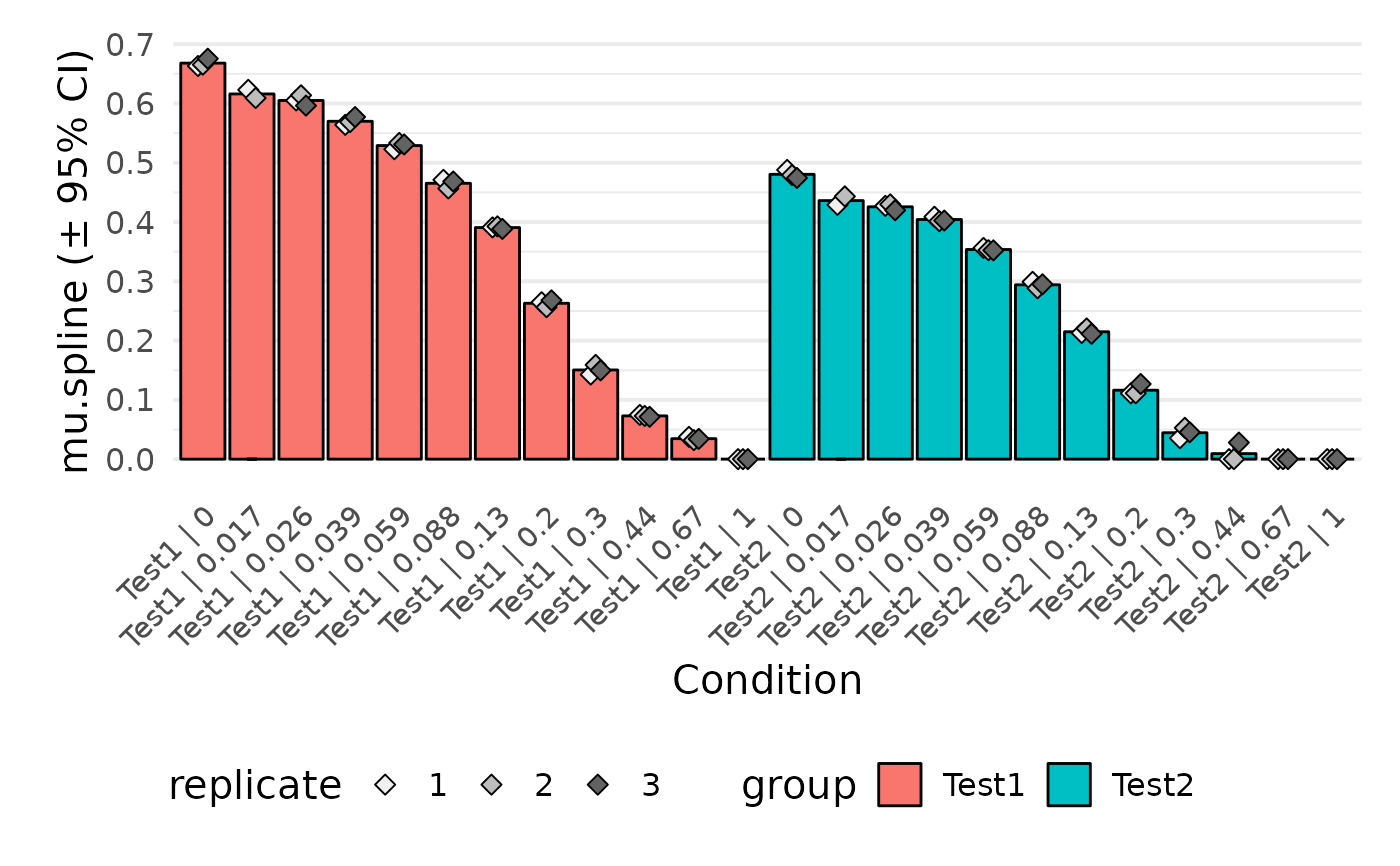 mu.spline (± 95% CI)
0.7
0.6
0.5
0.4
0.3
0.2
0.1
0.0
Test1 | 0
Test1 | 0.017
Test1 | 0.026
Test1 | 0.039
Test1 | 0.059
Test1 | 0.088
Test1 | 0.13
Test1 | 0.2
Test1 | 0.3
Test1 | 0.44
Test1 | 0.67
Test1 | 1
Test2 | 0
Test2 | 0.017
Test2 | 0.026
Test2 | 0.039
Test2 | 0.059
Test2 | 0.088
Test2 | 0.13
Test2 | 0.2
Test2 | 0.3
Test2 | 0.44
Test2 | 0.67
Test2 | 1
Condition
replicate 1 2 3 group Test1 Test2